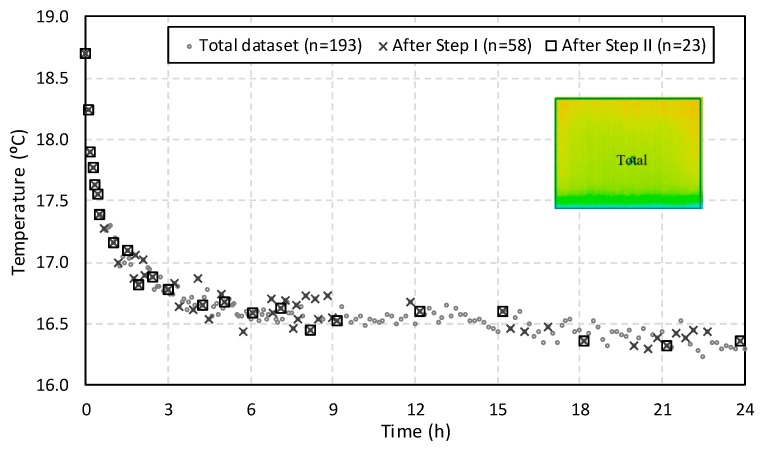 19.0
Total dataset (n=193) After Step I (n=58) After Step II (n=23)
18.5
18.0
Total
17.5
17.0
16.5
16.0
Temperature (ºC)
0 3 6 9 12 15 18 21 24
Time (h)